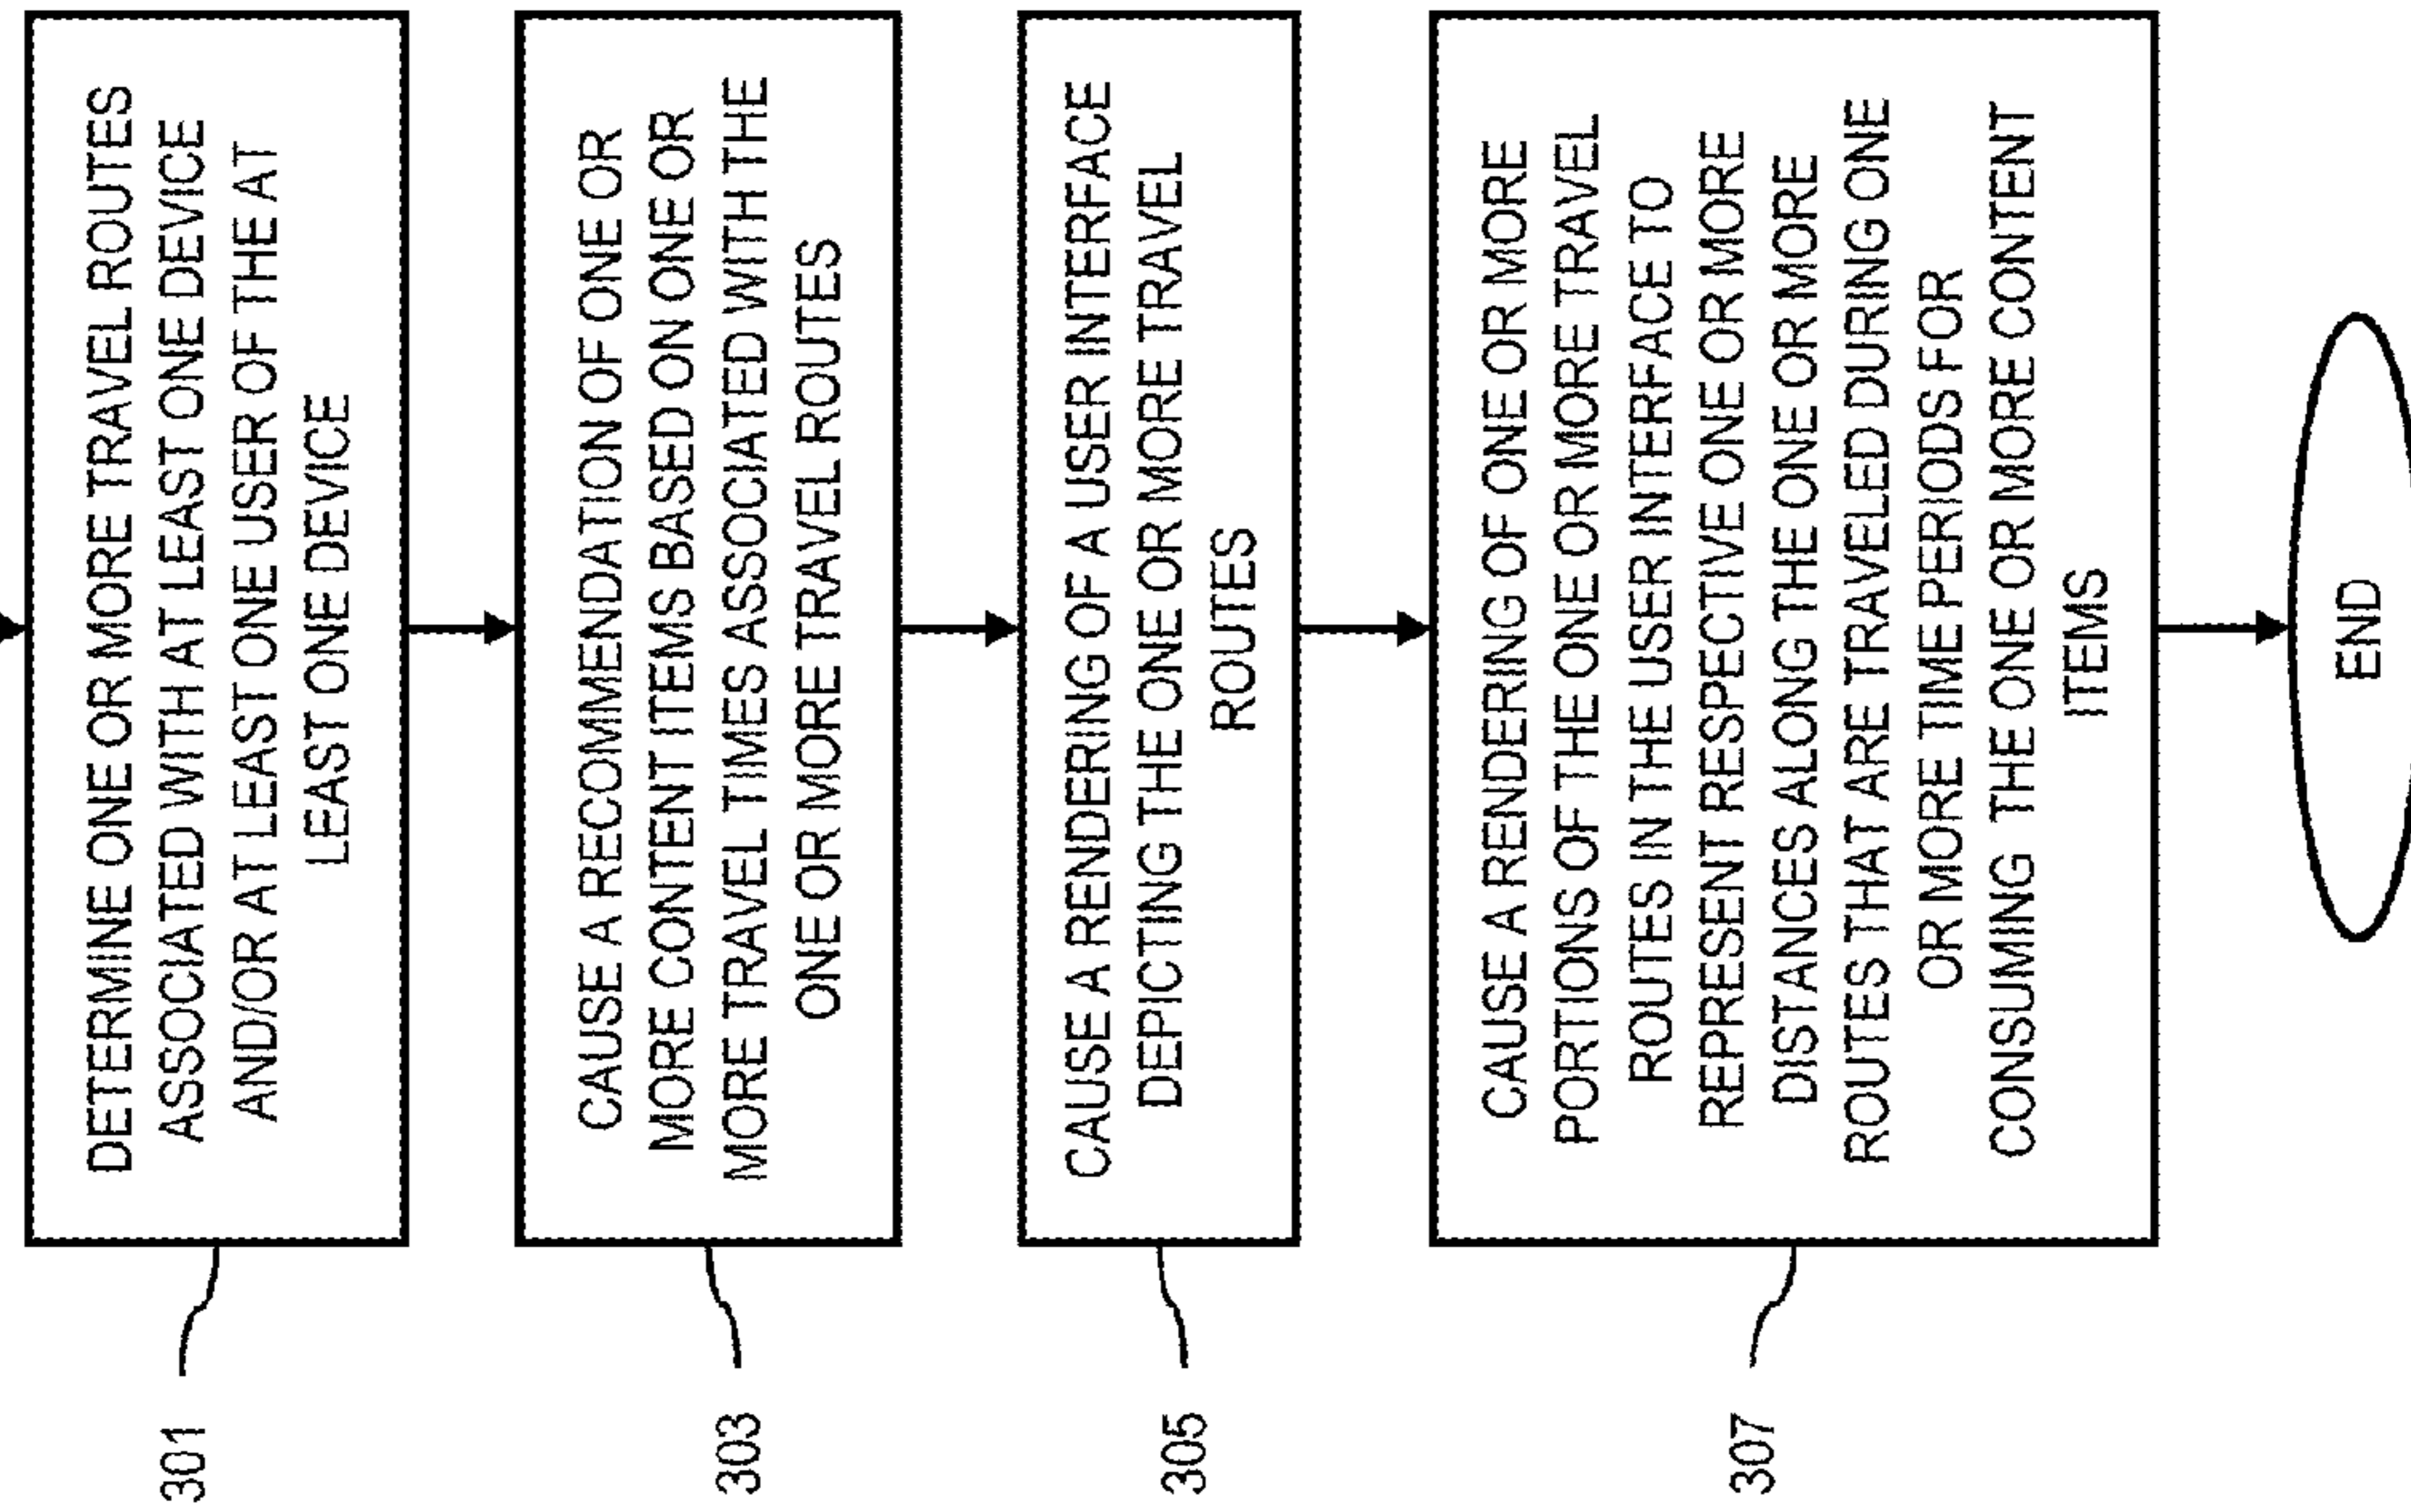 301
DETERMINE ONE OR MORE TRAVEL ROUTES
ASSOCIATED WITH AT LEAST ONE DEVICE
AND/OR AT LEAST ONE USER OF THE AT
LEAST ONE DEVICE
303
CAUSE A RECOMMENDATION OF ONE OR
MORE CONTENT ITEMS BASED ON ONE OR
MORE TRAVEL TIMES ASSOCIATED WITH THE
ONE OR MORE TRAVEL ROUTES
305
CAUSE A RENDERING OF A USER INTERFACE
DEPICTING THE ONE OR MORE TRAVEL
ROUTES
307
CAUSE A RENDERING OF ONE OR MORE
PORTIONS OF THE ONE OR MORE TRAVEL
ROUTES IN THE USER INTERFACE TO
REPRESENT RESPECTIVE ONE OR MORE
DISTANCES ALONG THE ONE OR MORE
ROUTES THAT ARE TRAVELED DURING ONE
OR MORE TIME PERIODS FOR
CONSUMING THE ONE OR MORE CONTENT
ITEMS
END